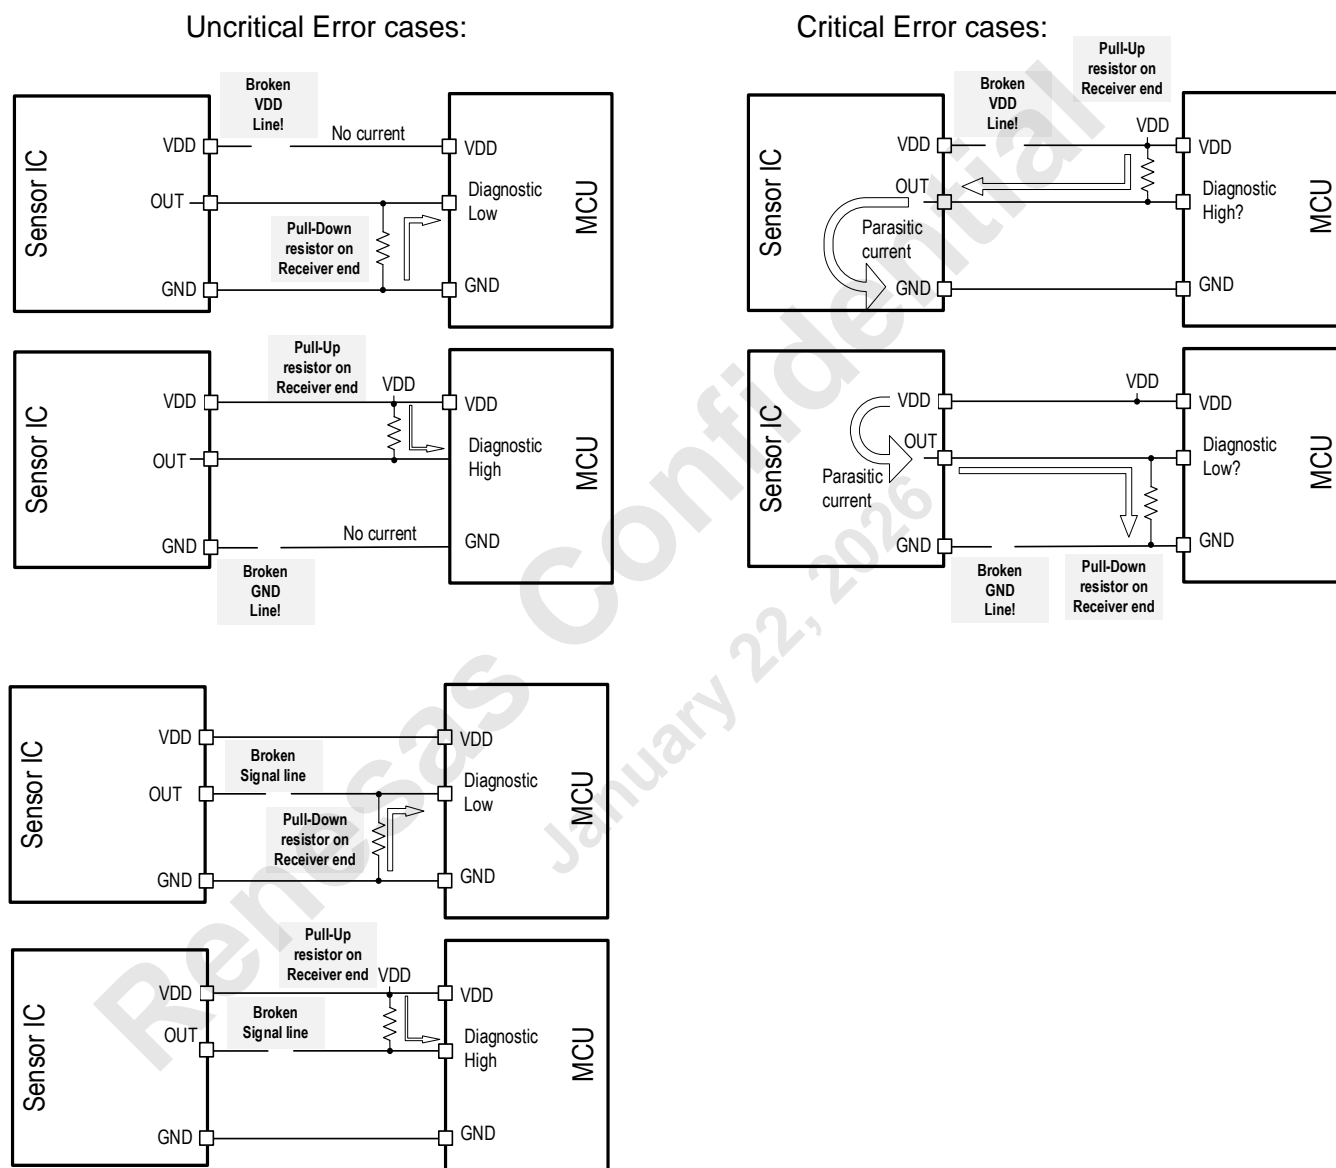 Uncritical Error cases:
Broken
VDD
Line!
No current
Sensor IC
VDD
OUT
GND
Pull-Down
resistor on
Receiver end
VDD
Diagnostic
Low
GND
MCU
Pull-Up
resistor on
Receiver end
VDD
Sensor IC
VDD
OUT
GND
Broken
GND
Line!
No current
VDD
Diagnostic
High
GND
MCU
Sensor IC
VDD
OUT
GND
Broken
Signal line
Pull-Down
resistor on
Receiver end
VDD
Diagnostic
Low
GND
MCU
Pull-Up
resistor on
Receiver end
VDD
Sensor IC
VDD
OUT
GND
Broken
Signal line
VDD
Diagnostic
High
GND
MCU
Critical Error cases:
Pull-Up
resistor on
Receiver end
Broken
VDD
Line!
VDD
Sensor IC
VDD
OUT
Parasitic
current
GND
VDD
Diagnostic
High?
GND
MCU
VDD
Sensor IC
VDD
OUT
Parasitic
current
GND
Broken
GND
Line!
Pull-Down
resistor on
Receiver end
VDD
Diagnostic
Low?
GND
MCU
Renesas Confidential
January 22, 2026